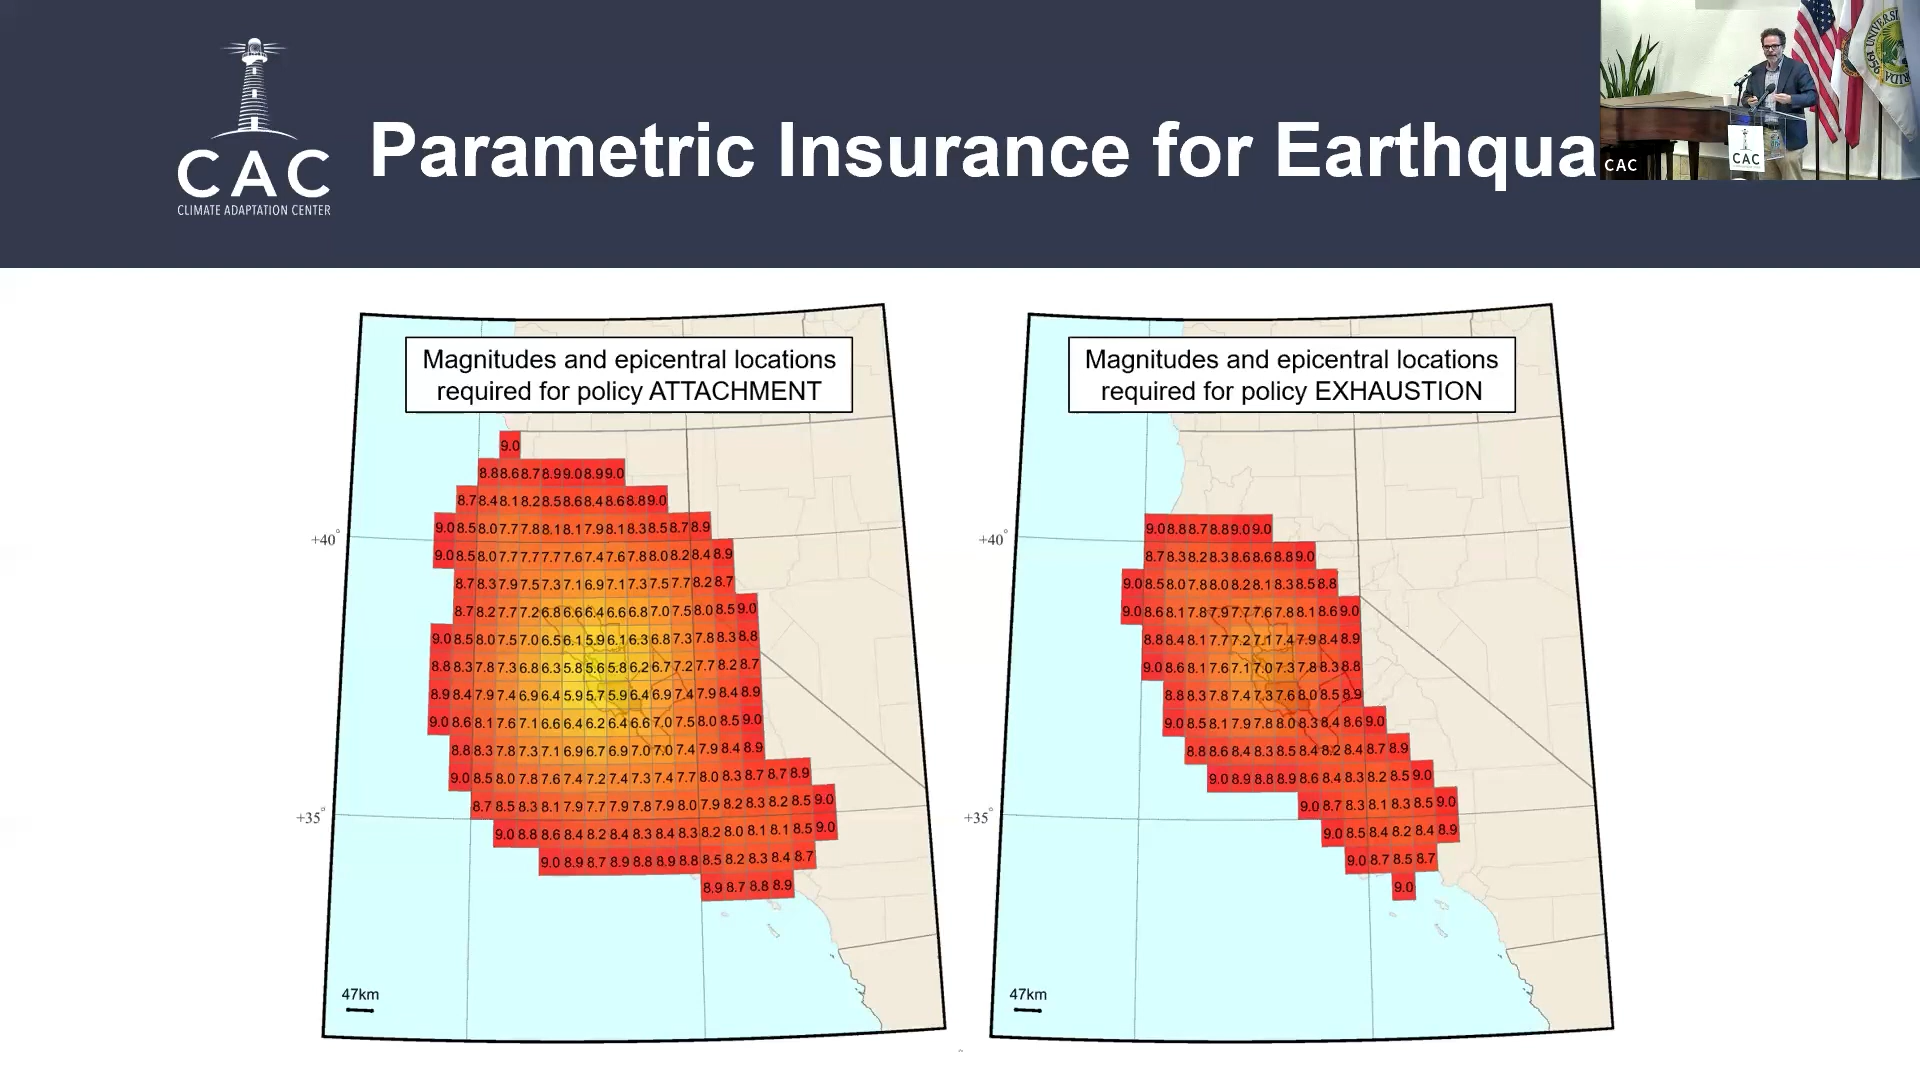 CAC
CLIMATE ADAPTATION CENTER
Parametric Insurance for Earthqua
CAC
CAC
Magnitudes and epicentral locations
required for policy ATTACHMENT
9.0
8.8 8.6 8.7 8.9 9.0 8.9 9.0
8.7 8.4 8.1 8.2 8.5 8.6 8.4 8.6 8.8 9.0
9.0 8.5 8.0 7.7 7.8 8.1 8.1 7.9 8.1 8.3 8.5 8.7 8.9
+40°
9.0 8.5 8.0 7.7 7.7 7.7 7.6 7.4 7.6 7.8 8.0 8.2 8.4 8.9
8.7 8.3 7.9 7.5 7.3 7.1 6.9 7.1 7.3 7.5 7.7 8.2 8.7
8.7 8.2 7.7 7.2 6.8 6.6 6.4 6.6 6.8 7.0 7.5 8.0 8.5 9.0
9.0 8.5 8.0 7.5 7.0 6.5 6.1 5.9 6.1 6.3 6.8 7.3 7.8 8.3 8.8
8.8 8.3 7.8 7.3 6.8 6.3 5.8 5.6 5.8 6.2 6.7 7.2 7.7 8.2 8.7
8.9 8.4 7.9 7.4 6.9 6.4 5.9 5.7 5.9 6.4 6.9 7.4 7.9 8.4 8.9
9.0 8.6 8.1 7.6 7.1 6.6 6.4 6.2 6.4 6.6 7.0 7.5 8.0 8.5 9.0
8.8 8.3 7.8 7.3 7.1 6.9 6.7 6.9 7.0 7.0 7.4 7.9 8.4 8.9
9.0 8.5 8.0 7.8 7.6 7.4 7.2 7.4 7.3 7.4 7.7 8.0 8.3 8.7 8.7 8.9
8.7 8.5 8.3 8.1 7.9 7.7 7.9 7.8 7.9 8.0 7.9 8.2 8.3 8.2 8.5 9.0
+35°
9.0 8.8 8.6 8.4 8.2 8.4 8.3 8.4 8.3 8.2 8.0 8.1 8.1 8.5 9.0
9.0 8.9 8.7 8.9 8.8 8.9 8.8 8.5 8.2 8.3 8.4 8.7
8.9 8.7 8.8 8.9
47km
Magnitudes and epicentral locations
required for policy EXHAUSTION
9.0 8.8 8.7 8.8 9.0 9.0
+40°
8.7 8.3 8.2 8.3 8.6 8.6 8.8 9.0
9.0 8.5 8.0 7.8 8.0 8.2 8.1 8.3 8.5 8.8
9.0 8.6 8.1 7.8 7.9 7.7 7.6 7.8 8.1 8.6 9.0
8.8 8.4 8.1 7.7 7.2 7.1 7.4 7.9 8.4 8.9
9.0 8.6 8.1 7.6 7.1 7.0 7.3 7.8 8.3 8.8
8.8 8.3 7.8 7.4 7.3 7.6 8.0 8.5 8.9
9.0 8.5 8.1 7.9 7.8 8.0 8.3 8.4 8.6 9.0
8.8 8.6 8.4 8.3 8.5 8.4 8.2 8.4 8.7 8.9
9.0 8.9 8.8 8.9 8.6 8.4 8.3 8.2 8.5 9.0
9.0 8.7 8.3 8.1 8.3 8.5 9.0
+35°
9.0 8.5 8.4 8.2 8.4 8.9
9.0 8.7 8.5 8.7
9.0
47km